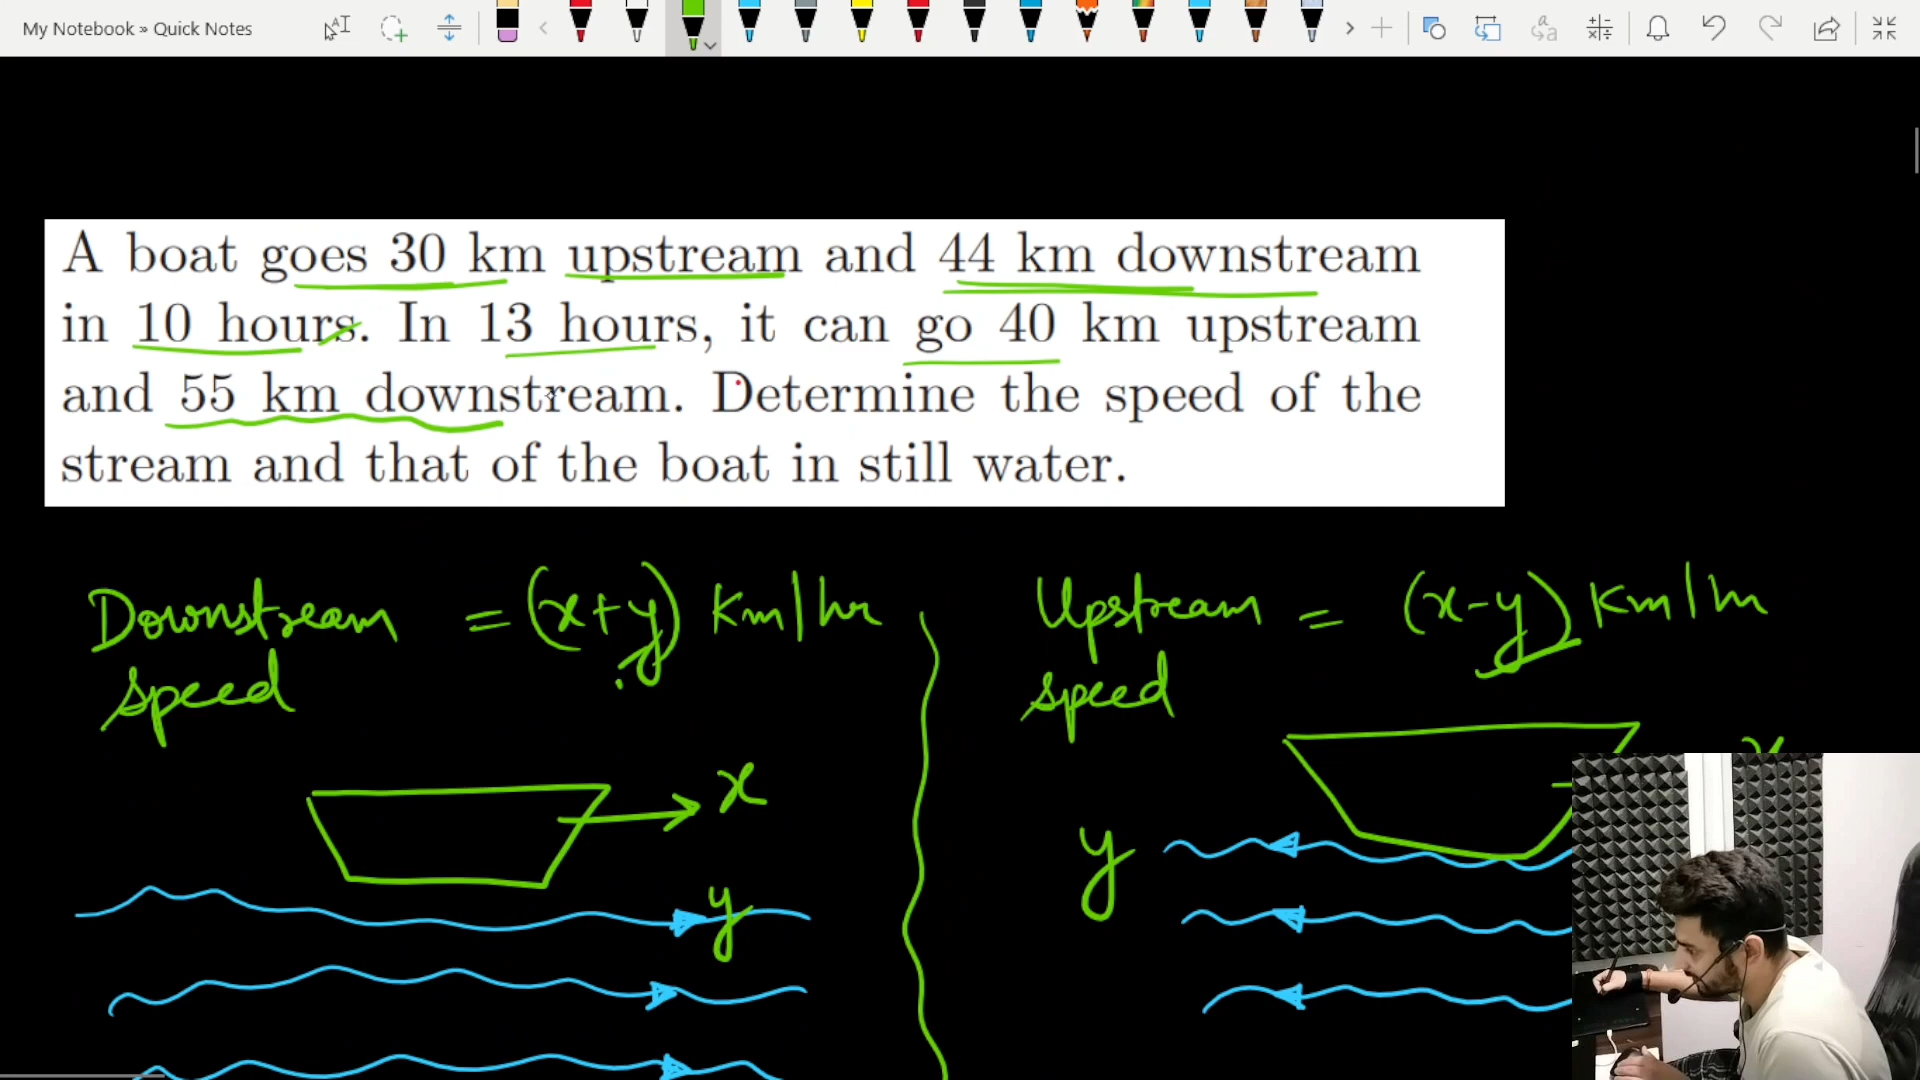 My Notebook » Quick Notes
A boat goes 30 km upstream and 44 km downstream
in 10 hours. In 13 hours, it can go 40 km upstream
and 55 km downstream. Determine the speed of the
stream and that of the boat in still water.
Downstream speed = (x+y) Km/hr
Upstream speed = (x-y) Km/hr
x
y
x
y